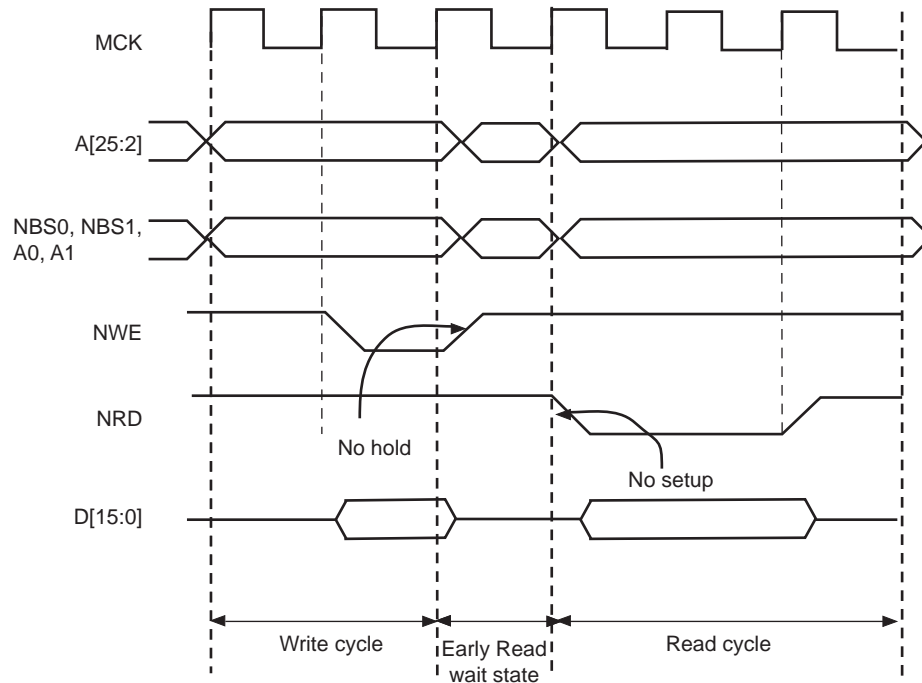 MCK
A[25:2]
NBS0, NBS1,
A0, A1
NWE
NRD
No hold
No setup
D[15:0]
Write cycle
Early Read
wait state
Read cycle